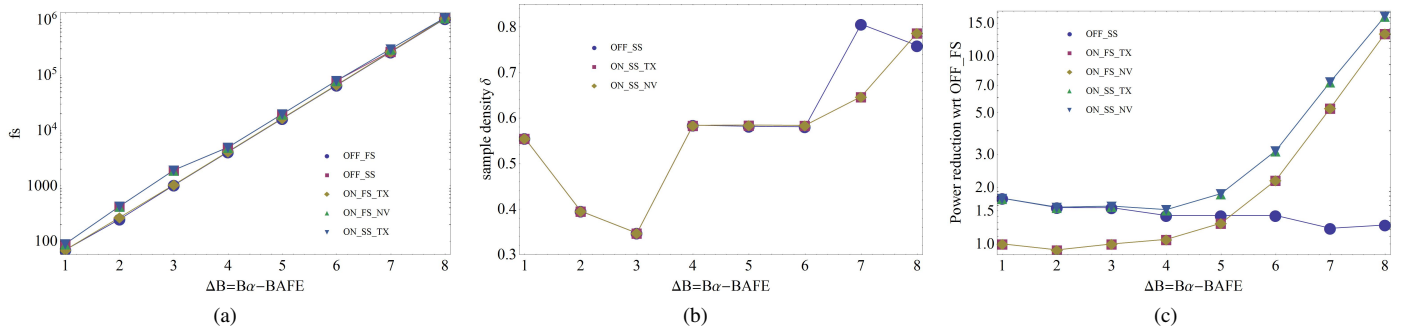 10^6
10^5
10^4
1000
100
fs
1 2 3 4 5 6 7 8
ΔB=Bα−BAFE
OFF_FS
OFF_SS
ON_FS_TX
ON_FS_NV
ON_SS_TX
(a)
0.8
0.7
0.6
0.5
0.4
0.3
sample density δ
1 2 3 4 5 6 7 8
ΔB=Bα−BAFE
OFF_SS
ON_SS_TX
ON_SS_NV
(b)
15.0
10.0
7.0
5.0
3.0
2.0
1.5
1.0
Power reduction wrt OFF_FS
1 2 3 4 5 6 7 8
ΔB=Bα−BAFE
OFF_SS
ON_FS_TX
ON_FS_NV
ON_SS_TX
ON_SS_NV
(c)